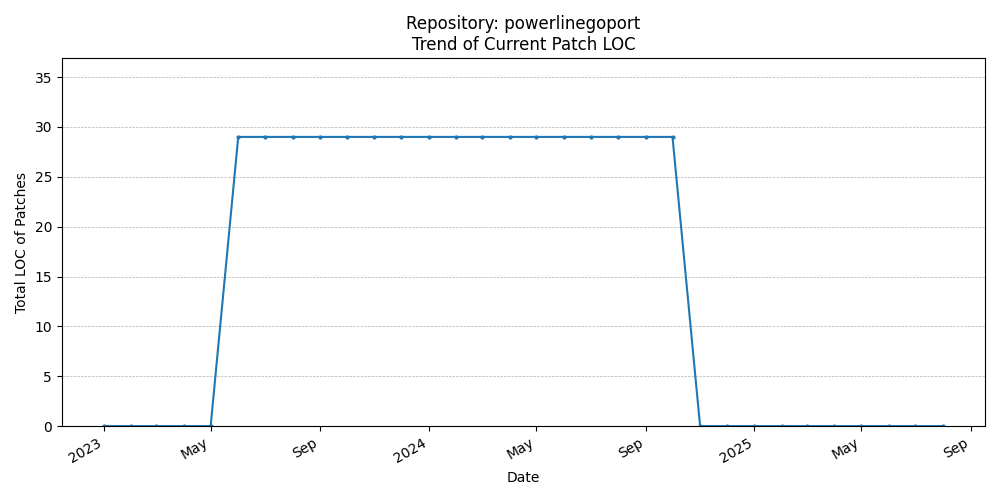 Repository: powerlinegoport
Trend of Current Patch LOC
Total LOC of Patches
35
30
25
20
15
10
5
0
2023
May
Sep
2024
May
Sep
2025
May
Sep
Date